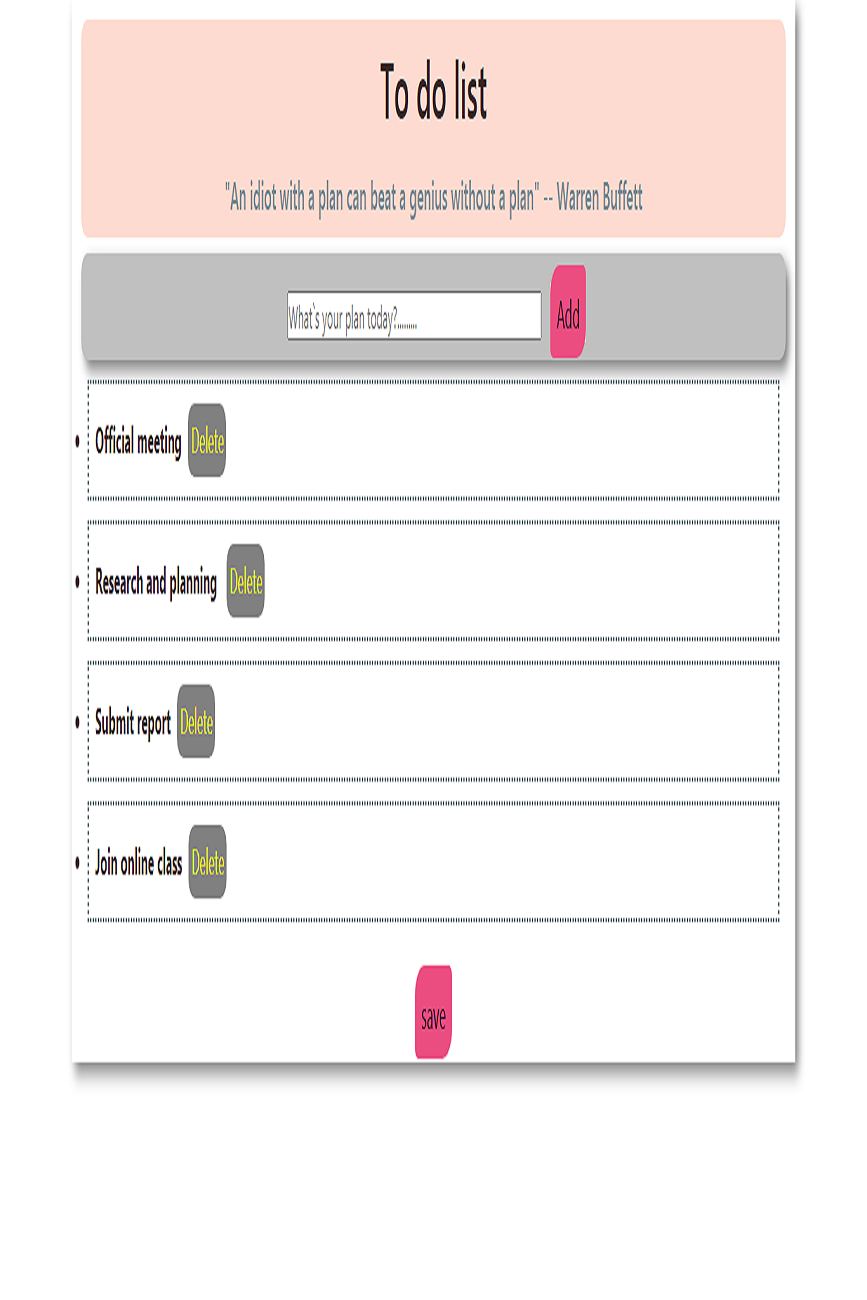 To do list
"An idiot with a plan can beat a genius without a plan" -- Warren Buffett
What`s your plan today?......... Add
Official meeting Delete
Research and planning Delete
Submit report Delete
Join online class Delete
save